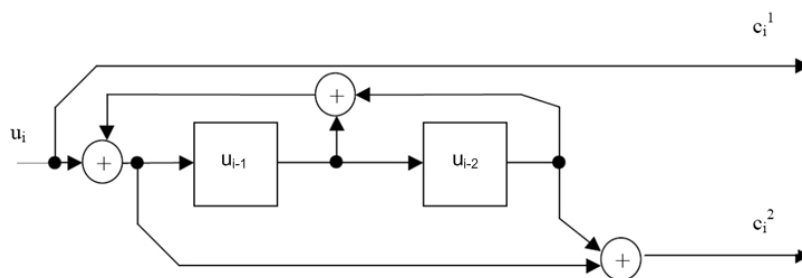 c_i^1
+
u_i
+
u_{i-1}
u_{i-2}
c_i^2
+